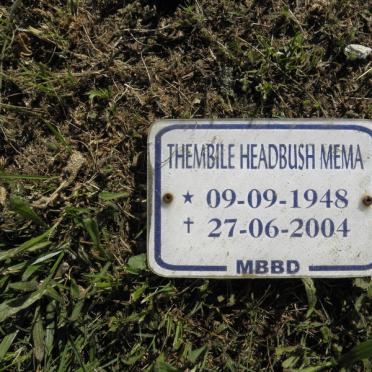 THEMBILE HEADBUSH MEMA
★ 09-09-1948
✝ 27-06-2004
MBBD